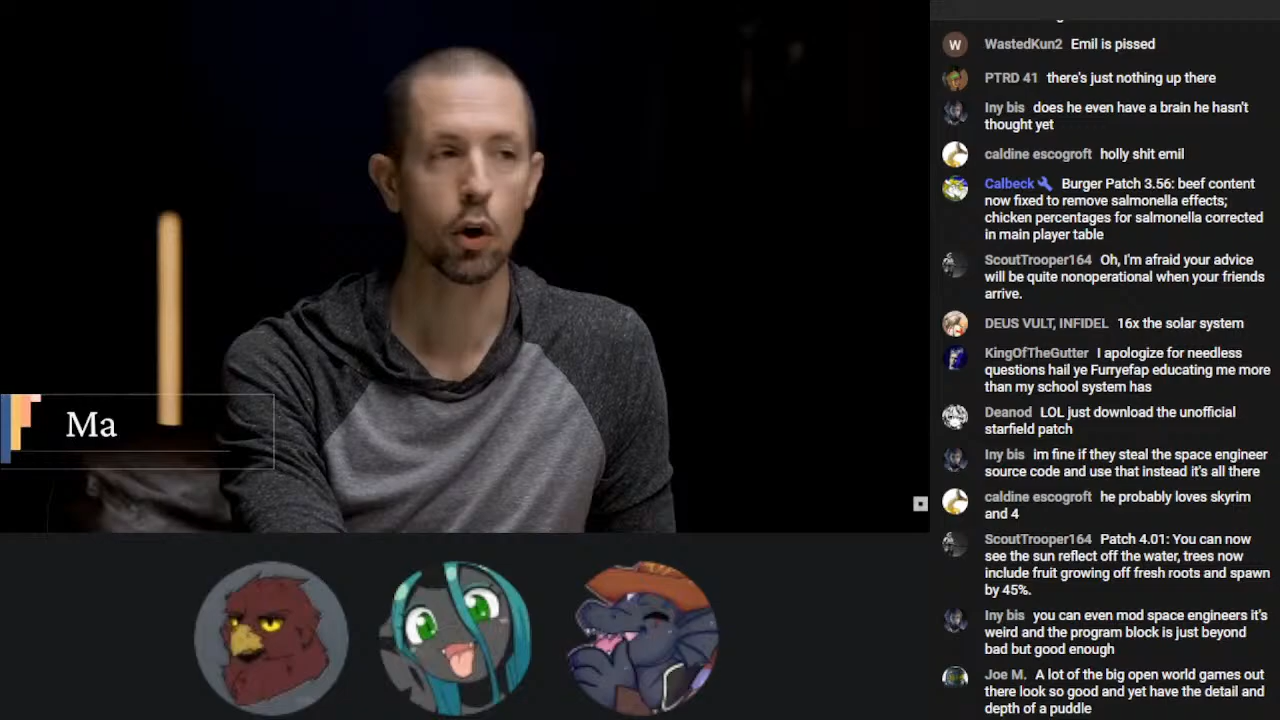 Ma
W
WastedKun2 Emil is pissed
PTRD 41 there's just nothing up there
Iny bis does he even have a brain he hasn't
thought yet
caldine escogroft holly shit emil
Calbeck Burger Patch 3.56: beef content
now fixed to remove salmonella effects;
chicken percentages for salmonella corrected
in main player table
ScoutTrooper164 Oh, I'm afraid your advice
will be quite nonoperational when your friends
arrive.
DEUS VULT, INFIDEL 16x the solar system
KingOfTheGutter I apologize for needless
questions hail ye Furryefap educating me more
than my school system has
Deanod LOL just download the unofficial
starfield patch
Iny bis im fine if they steal the space engineer
source code and use that instead it's all there
caldine escogroft he probably loves skyrim
and 4
ScoutTrooper164 Patch 4.01: You can now
see the sun reflect off the water, trees now
include fruit growing off fresh roots and spawn
by 45%.
Iny bis you can even mod space engineers it's
weird and the program block is just beyond
bad but good enough
Joe M. A lot of the big open world games out
there look so good and yet have the detail and
depth of a puddle